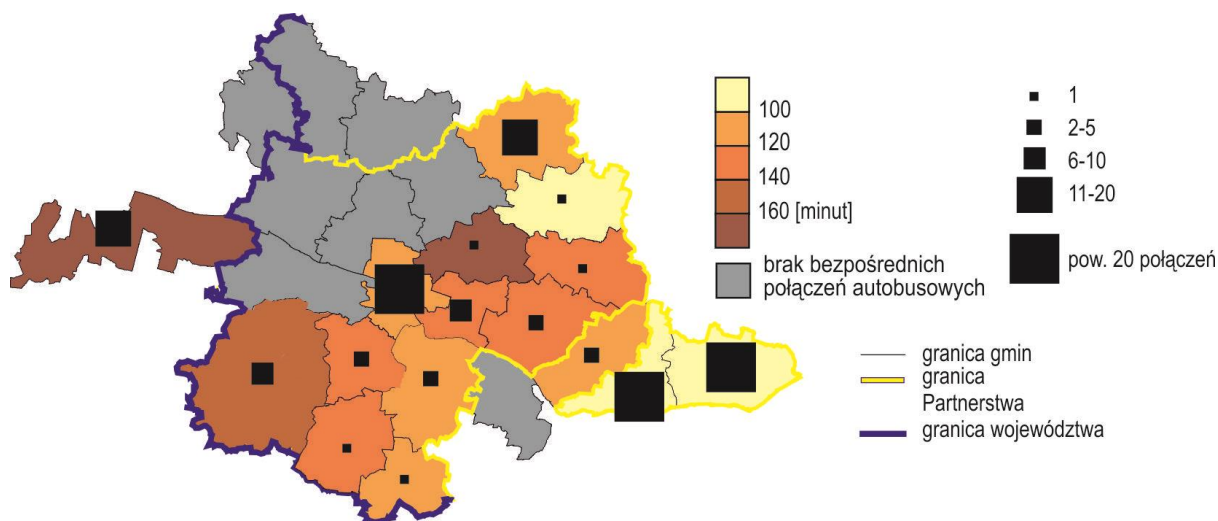 100
120
140
160 [minut]
brak bezpośrednich
połączeń autobusowych
1
2-5
6-10
11-20
pow. 20 połączeń
granica gmin
granica
Partnerstwa
granica województwa